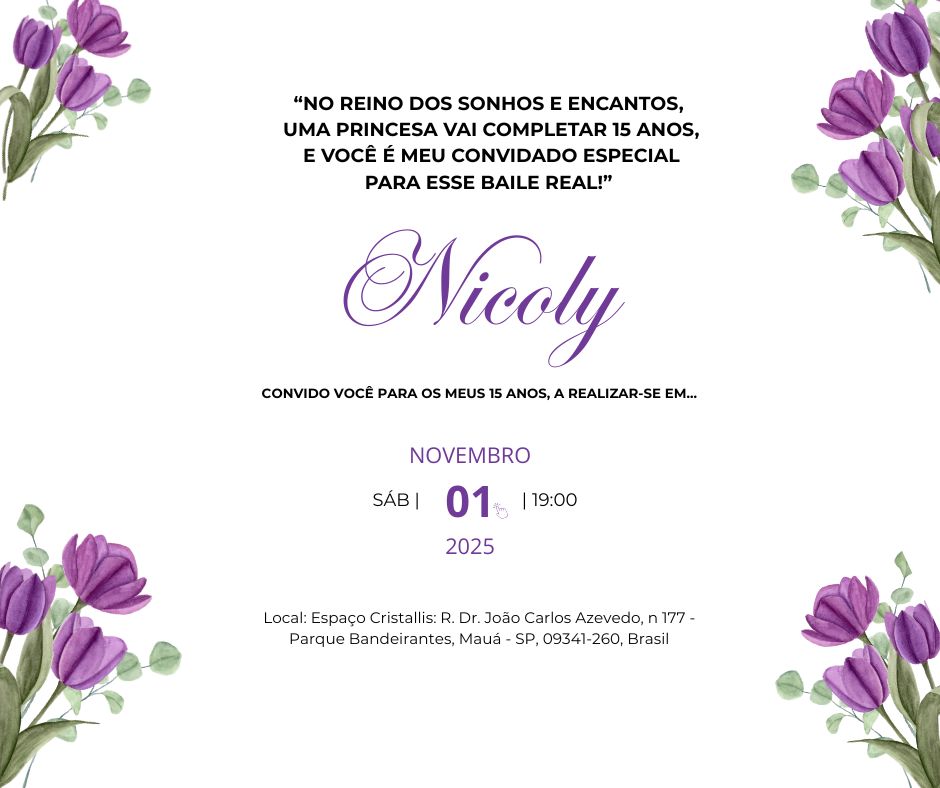 “NO REINO DOS SONHOS E ENCANTOS,
UMA PRINCESA VAI COMPLETAR 15 ANOS,
E VOCÊ É MEU CONVIDADO ESPECIAL
PARA ESSE BAILE REAL!”
Nicoly
CONVIDO VOCÊ PARA OS MEUS 15 ANOS, A REALIZAR-SE EM...
NOVEMBRO
SÁB | 01 | 19:00
2025
Local: Espaço Cristallis: R. Dr. João Carlos Azevedo, n 177 -
Parque Bandeirantes, Mauá - SP, 09341-260, Brasil